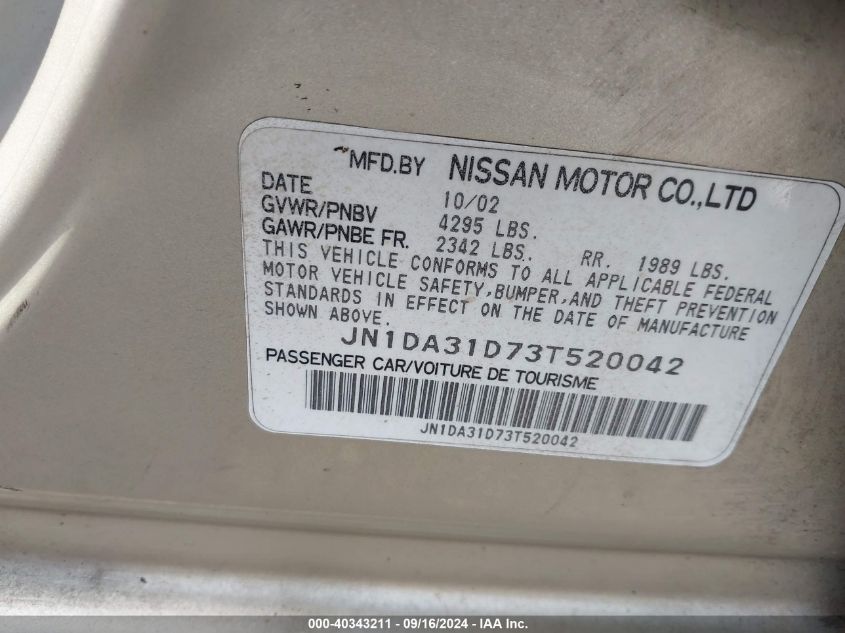 MFD.BY NISSAN MOTOR CO.,LTD
DATE 10/02
GVWR/PNBV 4295 LBS.
GAWR/PNBE FR. 2342 LBS. RR. 1989 LBS.
THIS VEHICLE CONFORMS TO ALL APPLICABLE FEDERAL
MOTOR VEHICLE SAFETY,BUMPER,AND THEFT PREVENTION
STANDARDS IN EFFECT ON THE DATE OF MANUFACTURE
SHOWN ABOVE.
JN1DA31D73T520042
PASSENGER CAR/VOITURE DE TOURISME
JN1DA31D73T520042
000-40343211 - 09/16/2024 - IAA Inc.